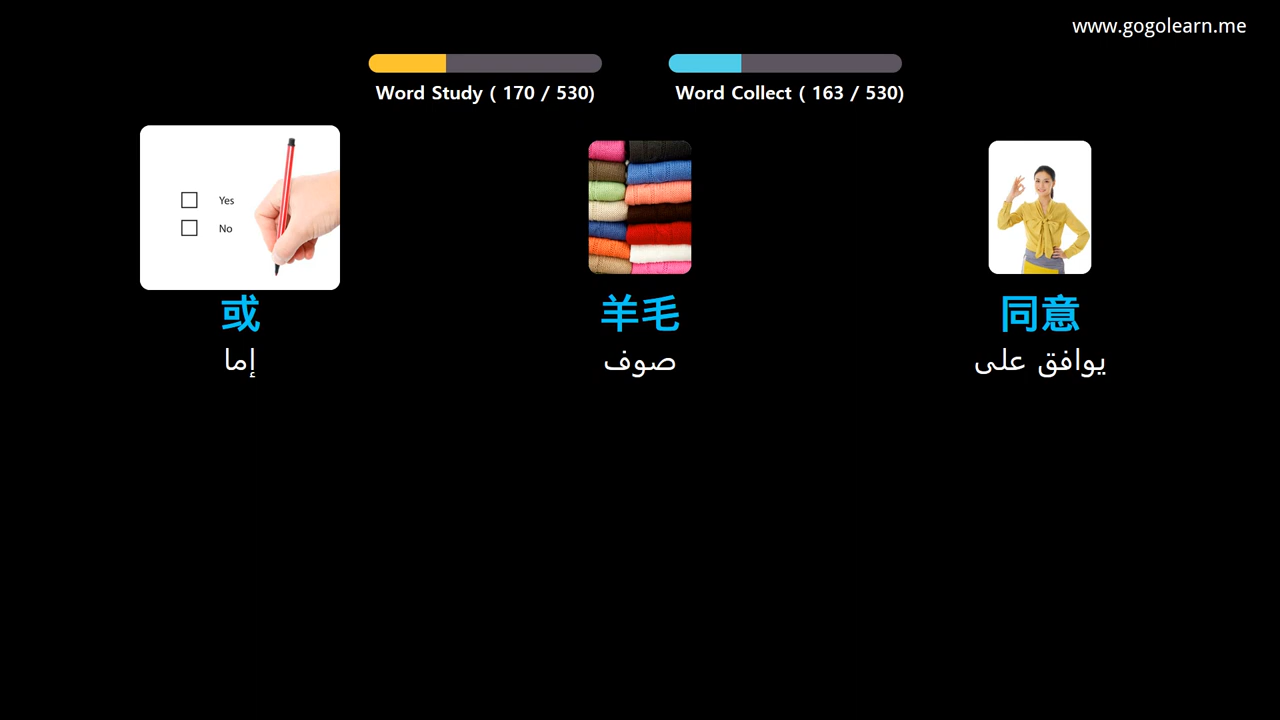 www.gogolearn.me
Word Study ( 170 / 530)
Word Collect ( 163 / 530)
Yes
No
或
إما
羊毛
صوف
同意
يوافق على